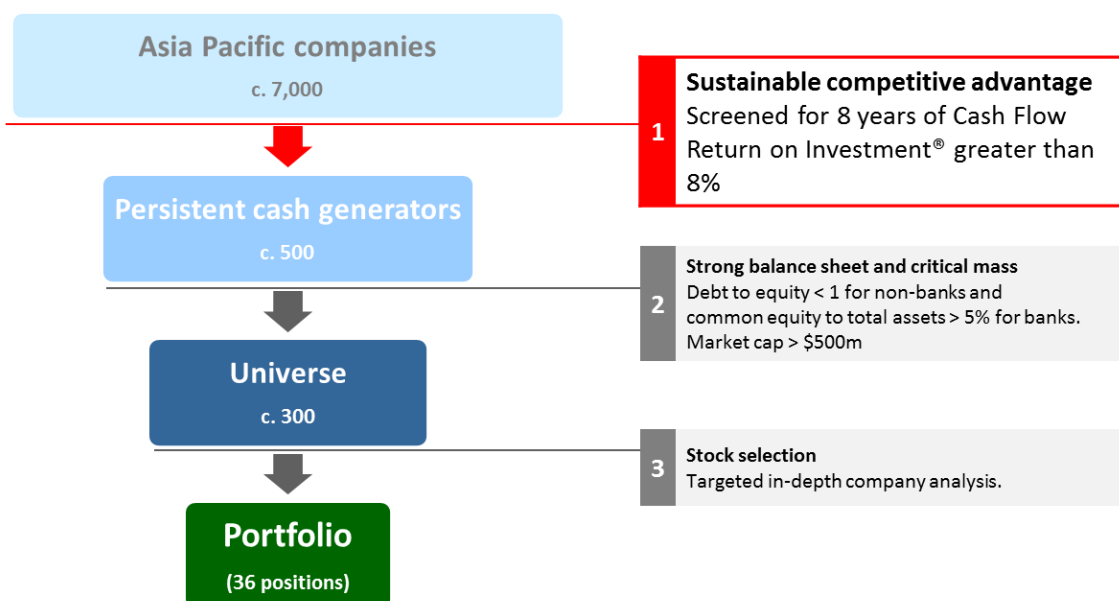 Asia Pacific companies
c. 7,000
1
Sustainable competitive advantage
Screened for 8 years of Cash Flow
Return on Investment® greater than
8%
Persistent cash generators
c. 500
2
Strong balance sheet and critical mass
Debt to equity < 1 for non-banks and
common equity to total assets > 5% for banks.
Market cap > $500m
Universe
c. 300
3
Stock selection
Targeted in-depth company analysis.
Portfolio
(36 positions)